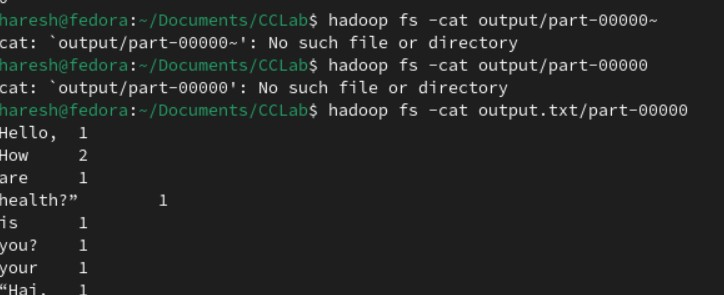 haresh@fedora:~/Documents/CCLab$ hadoop fs -cat output/part-00000~
cat: `output/part-00000~': No such file or directory
haresh@fedora:~/Documents/CCLab$ hadoop fs -cat output/part-00000
cat: `output/part-00000': No such file or directory
haresh@fedora:~/Documents/CCLab$ hadoop fs -cat output.txt/part-00000
Hello,  1
How     2
are     1
health?”        1
is      1
you?    1
your    1
“Hai,   1